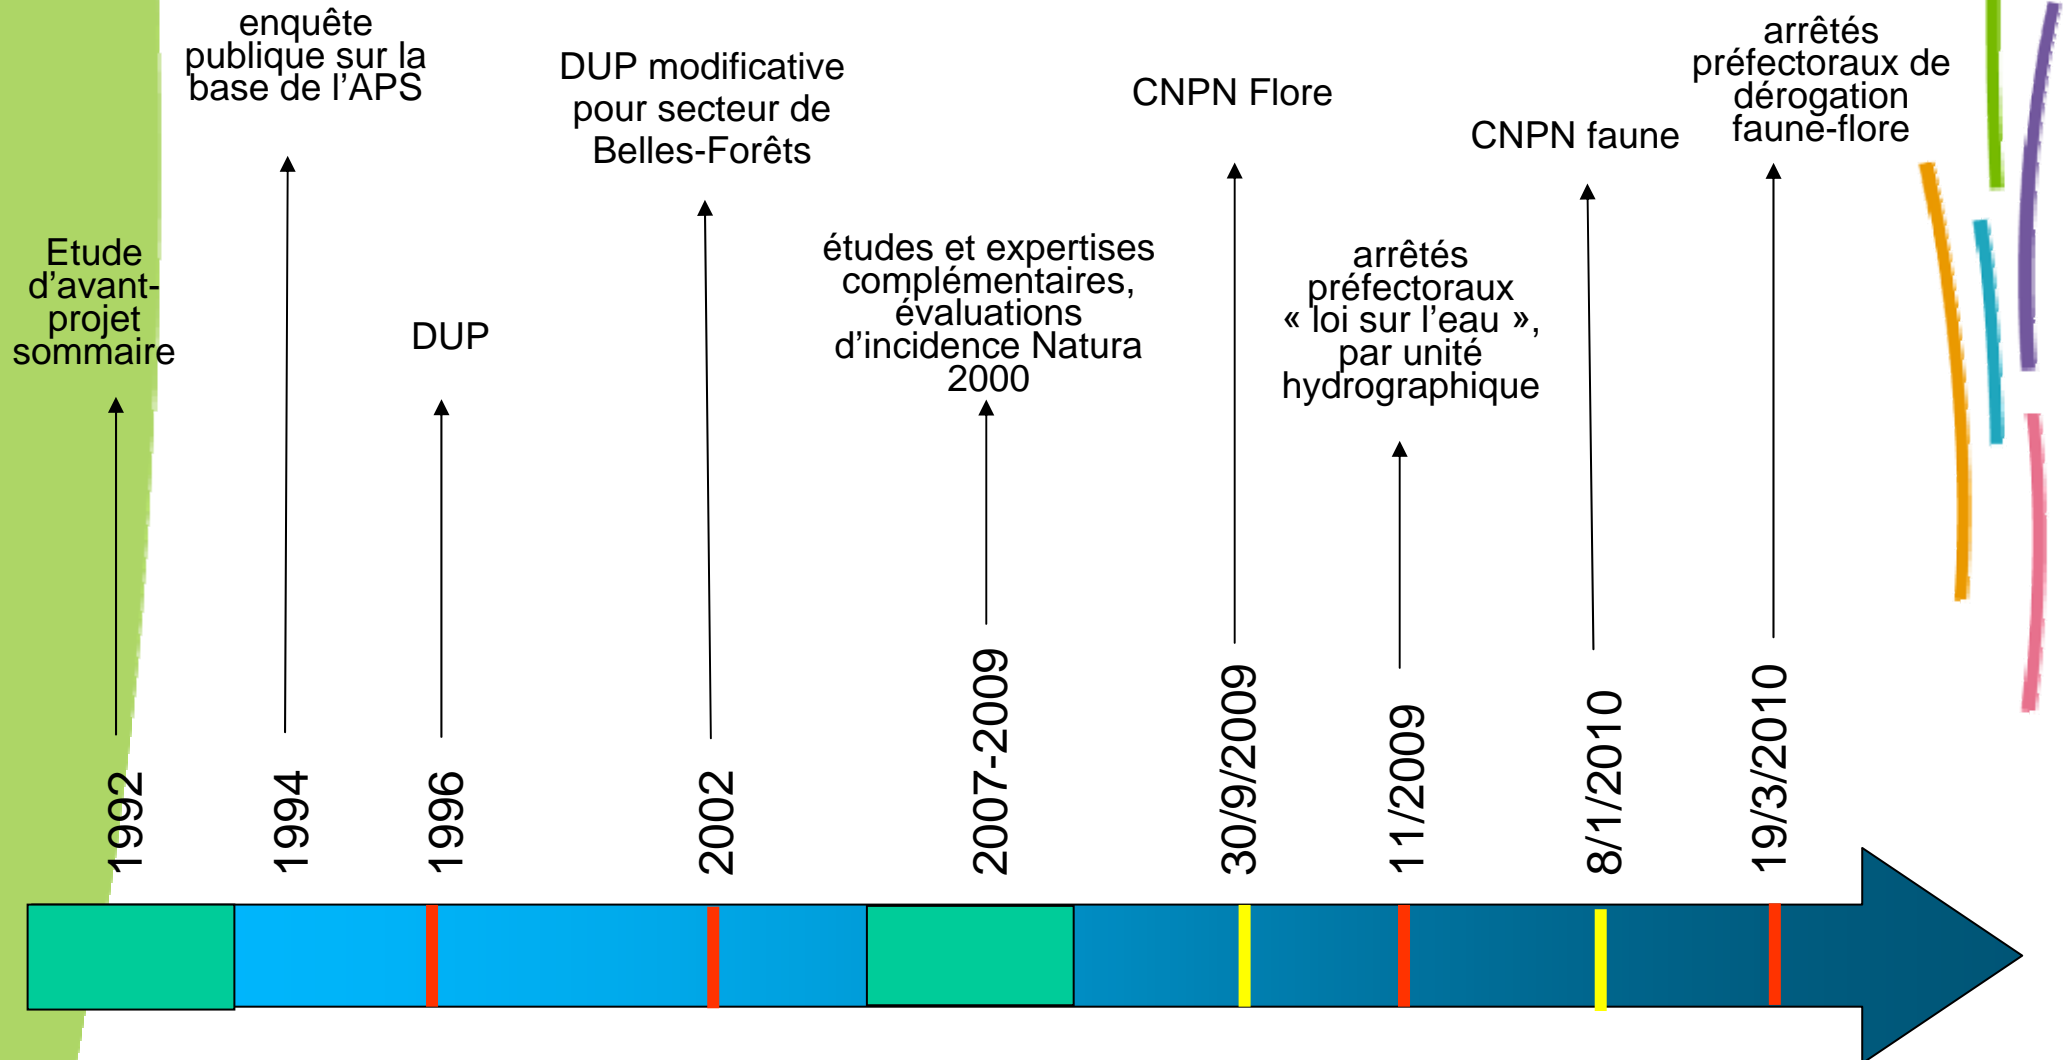 enquête
publique sur la
base de l’APS
DUP modificative
pour secteur de
Belles-Forêts
CNPN Flore
CNPN faune
arrétés
préfectoraux de
dérogation
faune-flore
Etude
d’avant-
projet
sommaire
DUP
études et expertises
complémentaires,
évaluations
d’incidence Natura
2000
arrêtés
préfectoraux
« loi sur l’eau »,
par unité
hydrographique
1992
1994
1996
2002
2007-2009
30/9/2009
11/2009
8/1/2010
19/3/2010